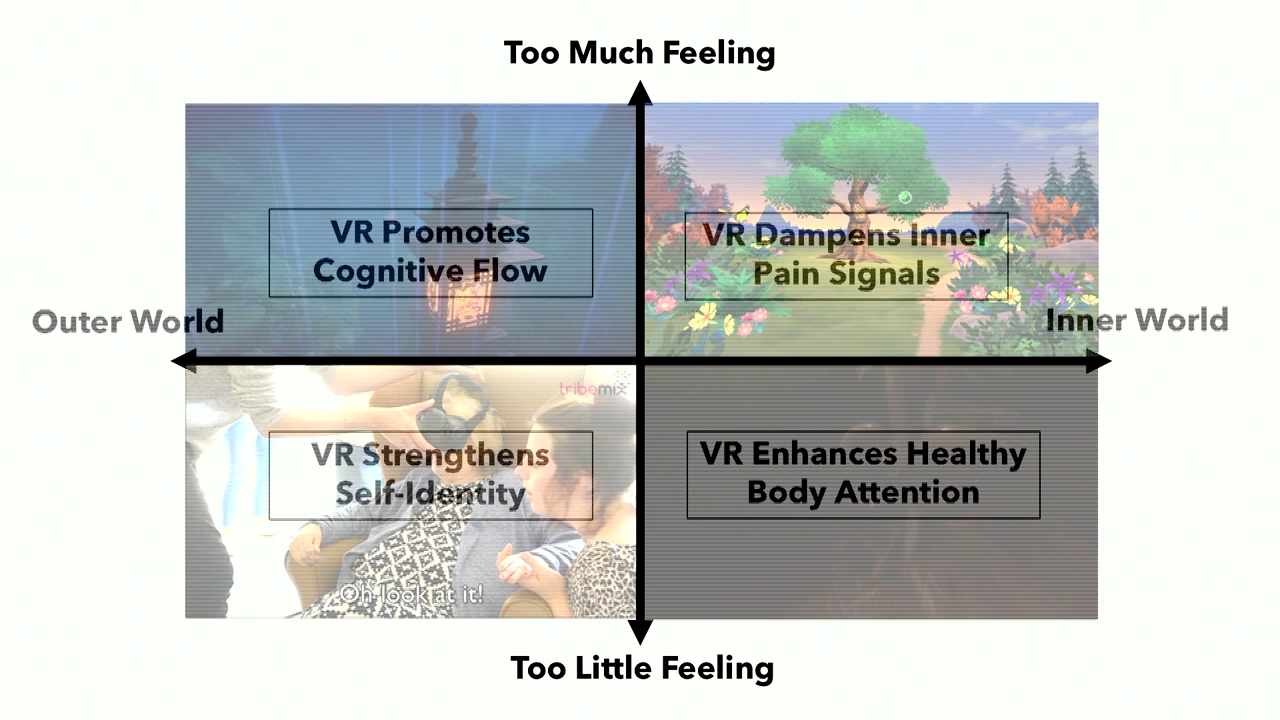 Too Much Feeling
VR Promotes
Cognitive Flow
VR Dampens Inner
Pain Signals
Outer World
Inner World
tribemix
VR Strengthens
Self-Identity
VR Enhances Healthy
Body Attention
Oh look at it!
Too Little Feeling